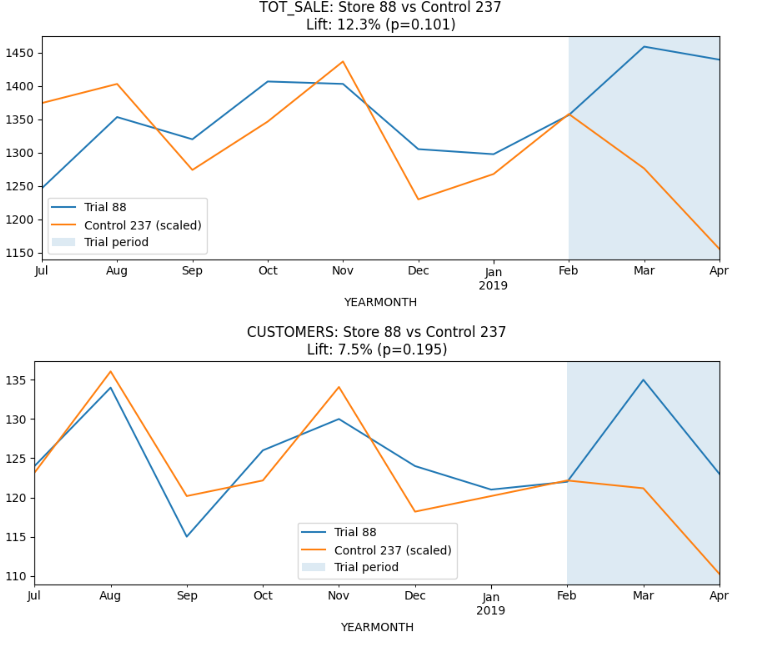 TOT_SALE: Store 88 vs Control 237
Lift: 12.3% (p=0.101)
1450
1400
1350
1300
1250
1200
1150
Trial 88
Control 237 (scaled)
Trial period
Jul Aug Sep Oct Nov Dec Jan Feb Mar Apr
2019
YEARMONTH
CUSTOMERS: Store 88 vs Control 237
Lift: 7.5% (p=0.195)
135
130
125
120
115
110
Trial 88
Control 237 (scaled)
Trial period
Jul Aug Sep Oct Nov Dec Jan Feb Mar Apr
2019
YEARMONTH